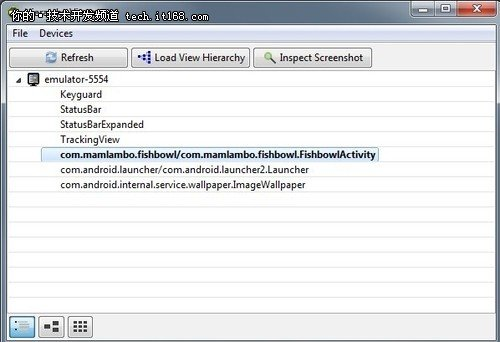 你的·技术开发频道 tech.it168.com
File Devices
Refresh Load View Hierarchy Inspect Screenshot
emulator-5554
Keyguard
StatusBar
StatusBarExpanded
TrackingView
com.mamlambo.fishbowl/com.mamlambo.fishbowl.FishbowlActivity
com.android.launcher/com.android.launcher2.Launcher
com.android.internal.service.wallpaper.ImageWallpaper